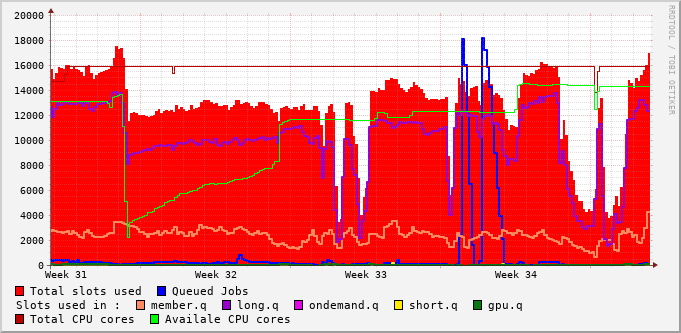 20000
18000
16000
14000
12000
10000
8000
6000
4000
2000
0
Week 31 Week 32 Week 33 Week 34
RRDTOOL / TOBI OETIKER
Total slots used Queued Jobs
Slots used in : member.q long.q ondemand.q short.q gpu.q
Total CPU cores Availale CPU cores